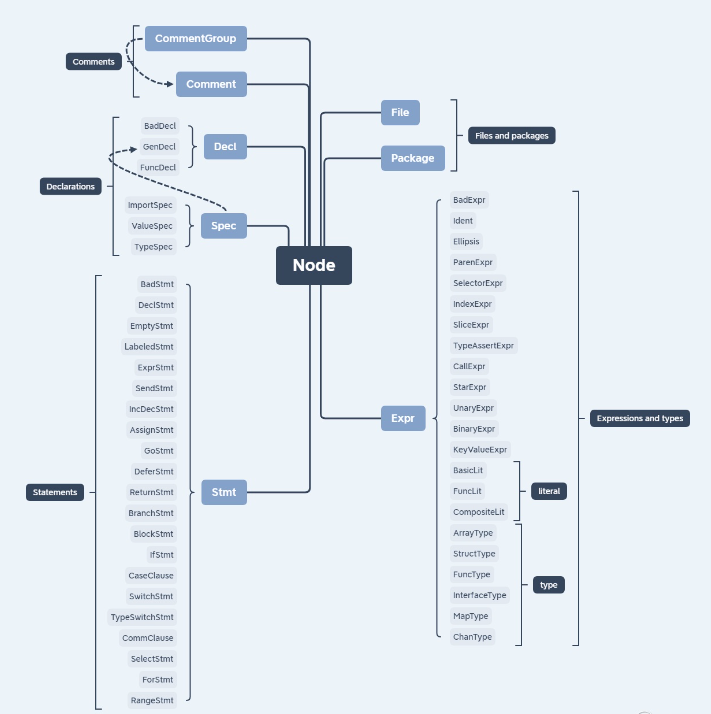 CommentGroup
Comments
Comment
BadDecl
GenDecl
FuncDecl
Decl
Declarations
ImportSpec
ValueSpec
TypeSpec
Spec
Node
BadStmt
DeclStmt
EmptyStmt
LabeledStmt
ExprStmt
SendStmt
IncDecStmt
AssignStmt
GoStmt
DeferStmt
ReturnStmt
BranchStmt
BlockStmt
IfStmt
CaseClause
SwitchStmt
TypeSwitchStmt
CommClause
SelectStmt
ForStmt
RangeStmt
Stmt
Statements
File
Package
Files and packages
Expr
BadExpr
Ident
Ellipsis
ParenExpr
SelectorExpr
IndexExpr
SliceExpr
TypeAssertExpr
CallExpr
StarExpr
UnaryExpr
BinaryExpr
KeyValueExpr
BasicLit
FuncLit
CompositeLit
literal
ArrayType
StructType
FuncType
InterfaceType
MapType
ChanType
type
Expressions and types